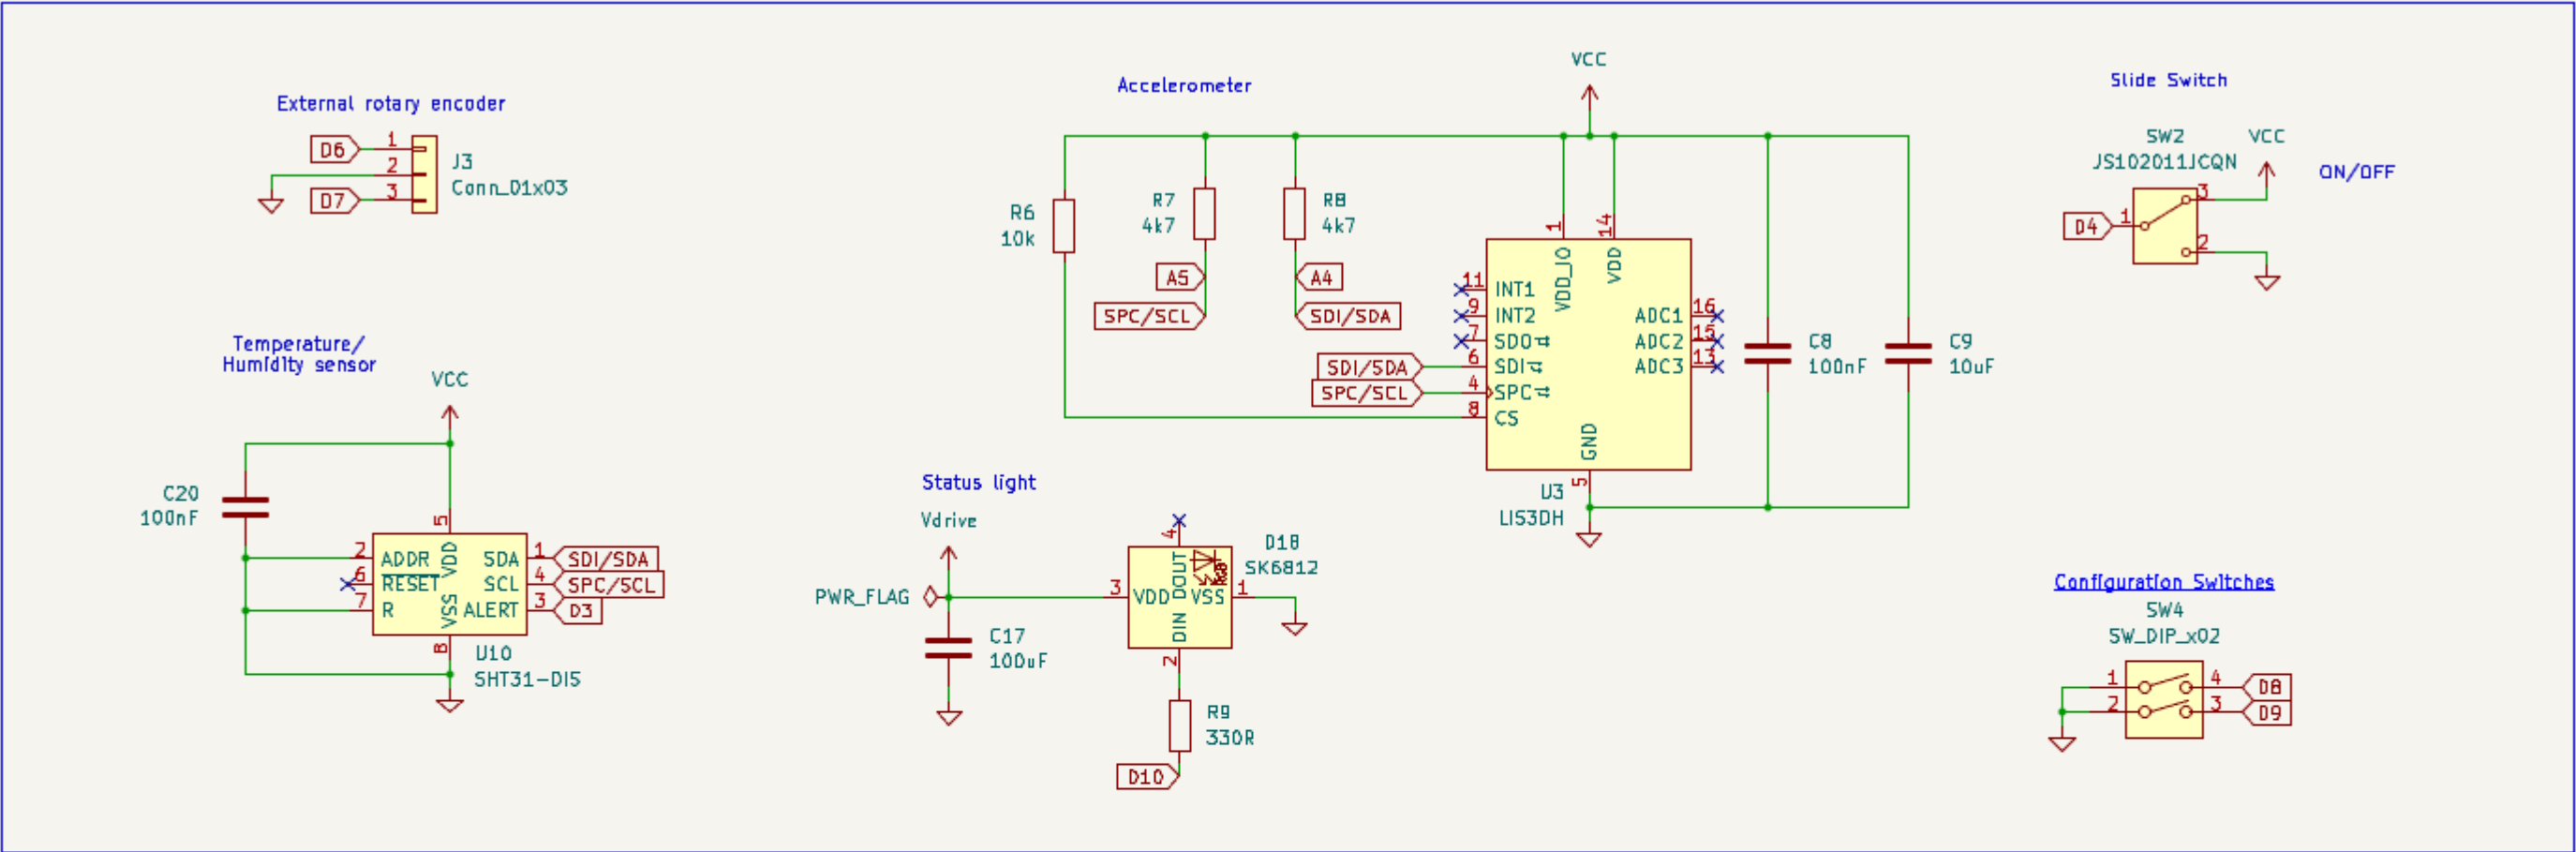 External rotary encoder
D6
1
2
D7
3
J3
Conn_01x03
Temperature/
Humidity sensor
VCC
C20
100nF
5
2
ADDR
VDD
SDA
1
SDI/SDA
6
RESET
SCL
4
SPC/SCL
7
R
VSS
ALERT
3
D3
8
U10
SHT31-DIS
Accelerometer
VCC
R6
10k
R7
4k7
R8
4k7
A5
A4
SPC/SCL
SDI/SDA
1
14
VDD_IO
VDD
11
INT1
9
INT2
7
SDO
SDI/SDA
6
SDI
SPC/SCL
4
SPC
8
CS
ADC1
16
ADC2
15
ADC3
13
GND
5
U3
LIS3DH
C8
100nF
C9
10uF
Status light
Vdrive
PWR_FLAG
C17
100uF
4
D18
SK6812
DOUT
3
VDD
VSS
1
DIN
2
R9
330R
D10
Slide Switch
SW2
JS102011JCQN
VCC
ON/OFF
D4
1
3
2
Configuration Switches
SW4
SW_DIP_x02
1
4
D8
2
3
D9